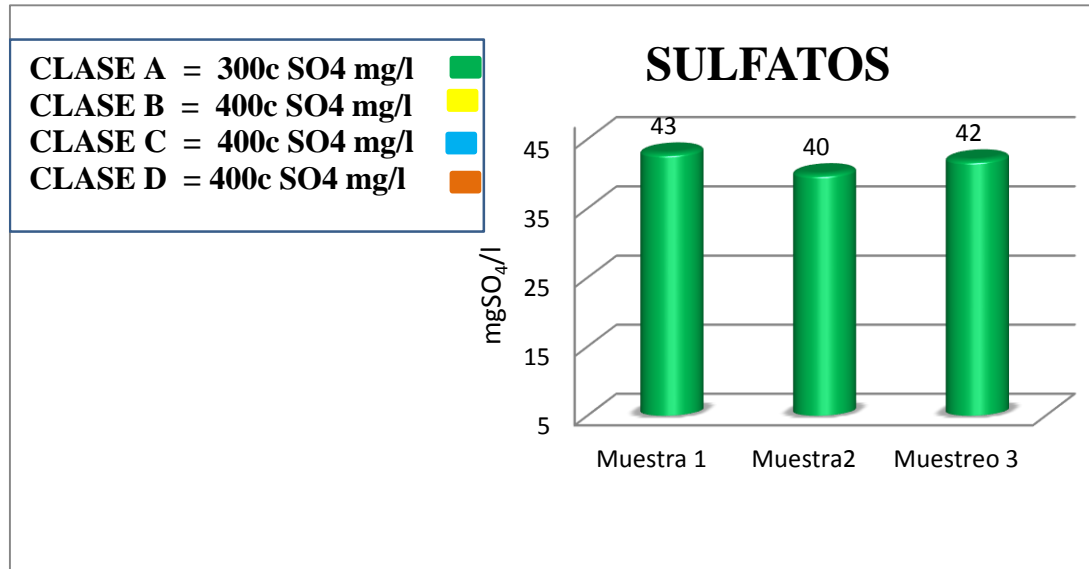 CLASE A = 300c SO4 mg/l
CLASE B = 400c SO4 mg/l
CLASE C = 400c SO4 mg/l
CLASE D = 400c SO4 mg/l
SULFATOS
mgSO₄/l
45
35
25
15
5
43
40
42
Muestra 1
Muestra2
Muestreo 3